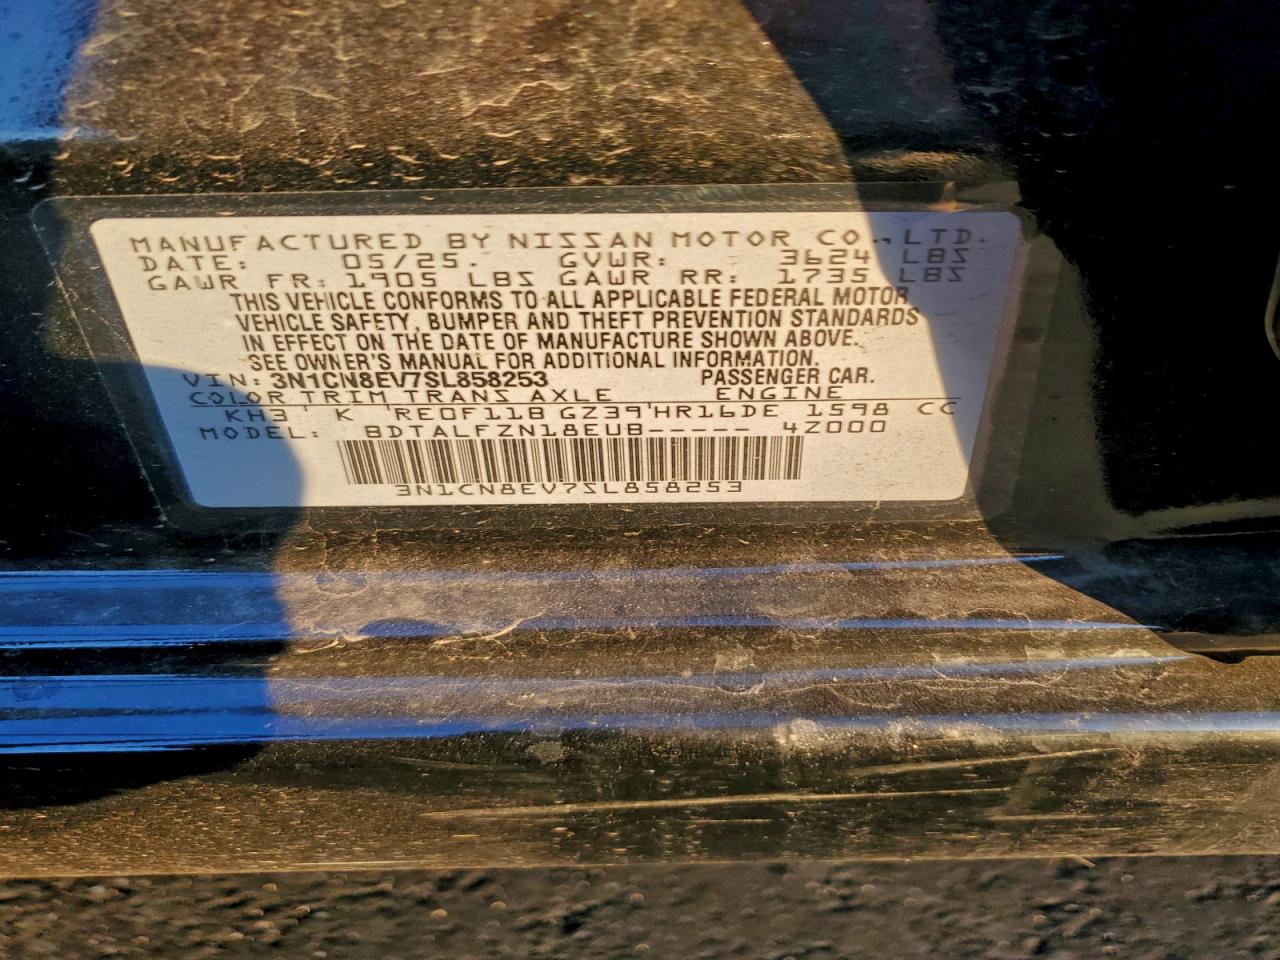 MANUFACTURED BY NISSAN MOTOR CO., LTD.
DATE: 05/25. GVWR: 3624 LBS
GAWR FR: 1905 LBS GAWR RR: 1735 LBS
THIS VEHICLE CONFORMS TO ALL APPLICABLE FEDERAL MOTOR
VEHICLE SAFETY, BUMPER AND THEFT PREVENTION STANDARDS
IN EFFECT ON THE DATE OF MANUFACTURE SHOWN ABOVE.
SEE OWNER'S MANUAL FOR ADDITIONAL INFORMATION.
VIN: 3N1CN8EV7SL858253 PASSENGER CAR.
COLOR TRIM TRANS AXLE ENGINE
KH3 K RE0F11B GZ39 HR16DE 1598 CC
MODEL: BDTALFZN18EUB----- 4Z000
3N1CN8EV7SL858253